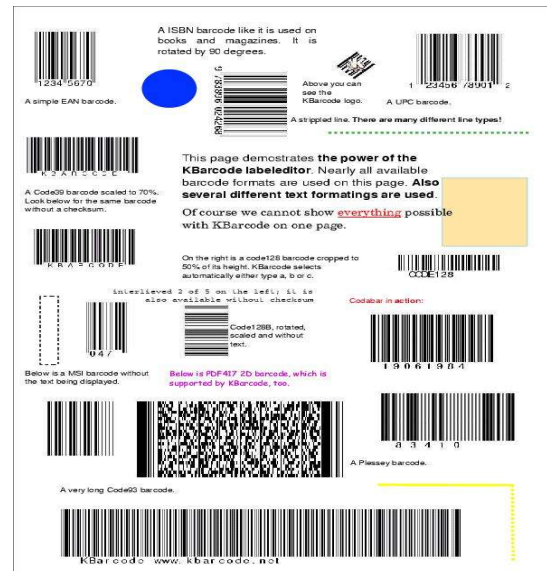 A ISBN barcode like it is used on
books and magazines. It is
rotated by 90 degrees.
1234 5670
A simple EAN barcode.
9 783896 024268
Above you can
see the
KBarcode logo.
1 23456 78901 2
A UPC barcode.
A strippled line. There are many different line types!
KBARCODE
A Code39 barcode scaled to 70%.
Look below for the same barcode
without a checksum.
This page demostrates the power of the
KBarcode labeleditor. Nearly all available
barcode formats are used on this page. Also
several different text formatings are used.
Of course we cannot show everything possible
with KBarcode on one page.
KBARCODE
On the right is a code128 barcode cropped to
50% of its height. KBarcode selects
automatically either type a, b or c.
CODE128
interlieved 2 of 5 on the left; it is
also available without checksum
047
Code128B, rotated,
scaled and without
text.
Codabar in action:
19061984
Below is a MSI barcode without
the text being displayed.
Below is PDF417 2D barcode, which is
supported by KBarcode, too.
83410
A Plessey barcode.
A very long Code93 barcode.
KBarcode www.kbarcode.net